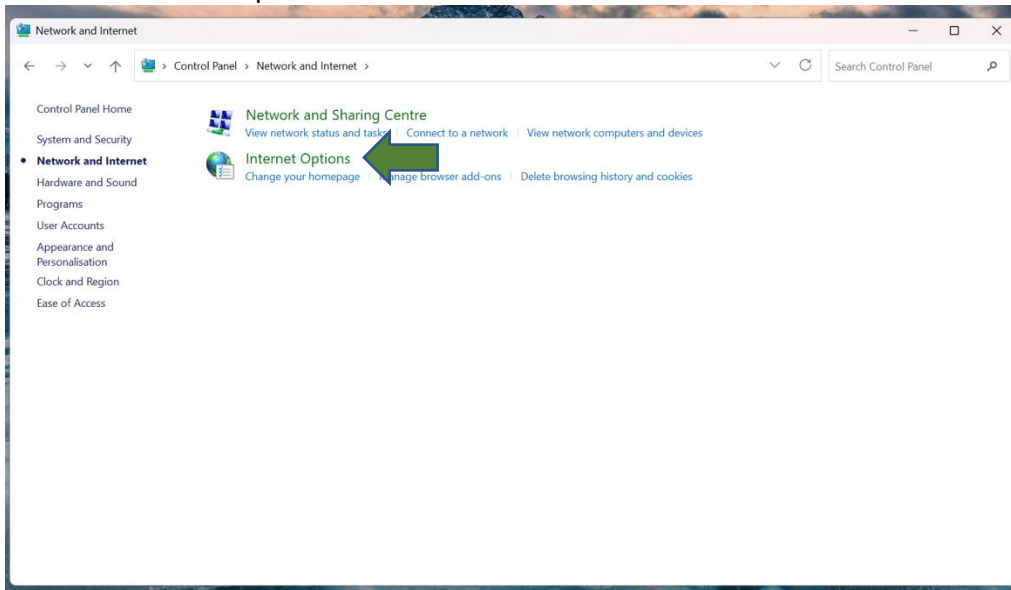 Network and Internet
Control Panel > Network and Internet >
Search Control Panel
Control Panel Home
System and Security
Network and Internet
Hardware and Sound
Programs
User Accounts
Appearance and
Personalisation
Clock and Region
Ease of Access
Network and Sharing Centre
View network status and tasks Connect to a network View network computers and devices
Internet Options
Change your homepage Manage browser add-ons Delete browsing history and cookies